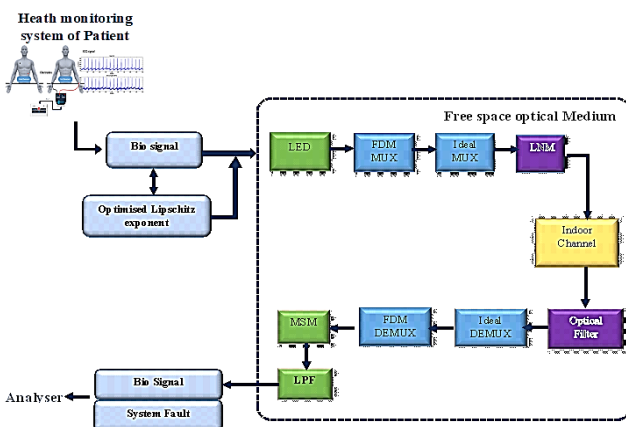 Heath monitoring
system of Patient
Free space optical Medium
Bio signal
LED
FDM
MUX
Ideal
MUX
LNM
Optimised Lipschitz
exponent
Indoor
Channel
MSM
FDM
DEMUX
Ideal
DEMUX
Optical
Filter
LPF
Bio Signal
Analyser
System Fault